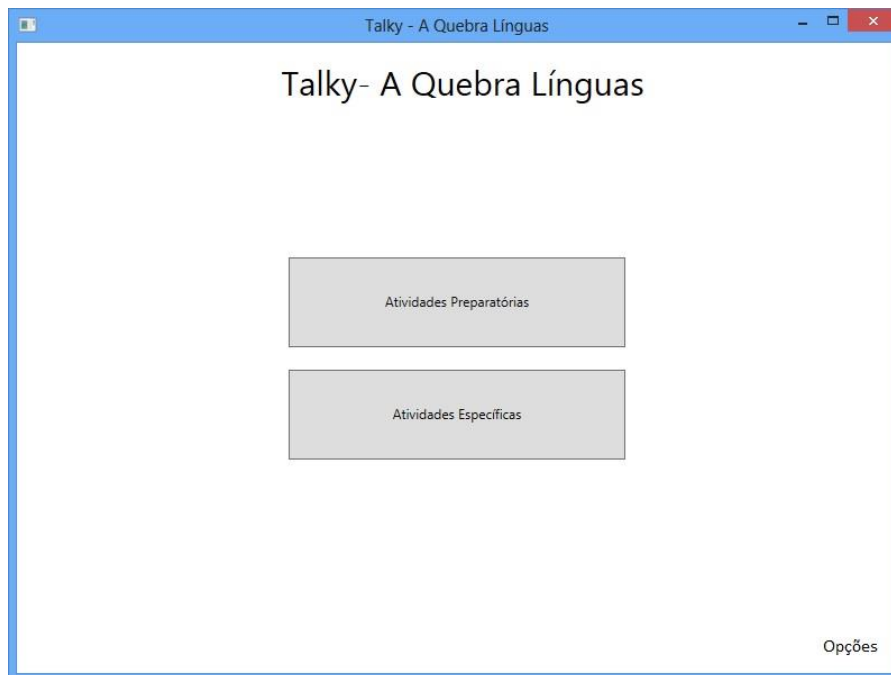 Talky - A Quebra Línguas
Talky- A Quebra Línguas
Atividades Preparatórias
Atividades Específicas
Opções